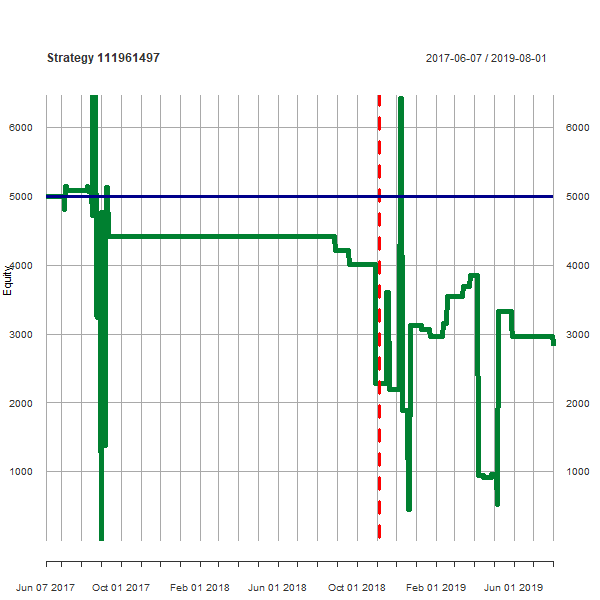 Strategy 111961497
2017-06-07 / 2019-08-01
6000
6000
5000
5000
4000
4000
Equity
3000
3000
2000
2000
1000
1000
Jun 07 2017
Oct 01 2017
Feb 01 2018
Jun 01 2018
Oct 01 2018
Feb 01 2019
Jun 01 2019